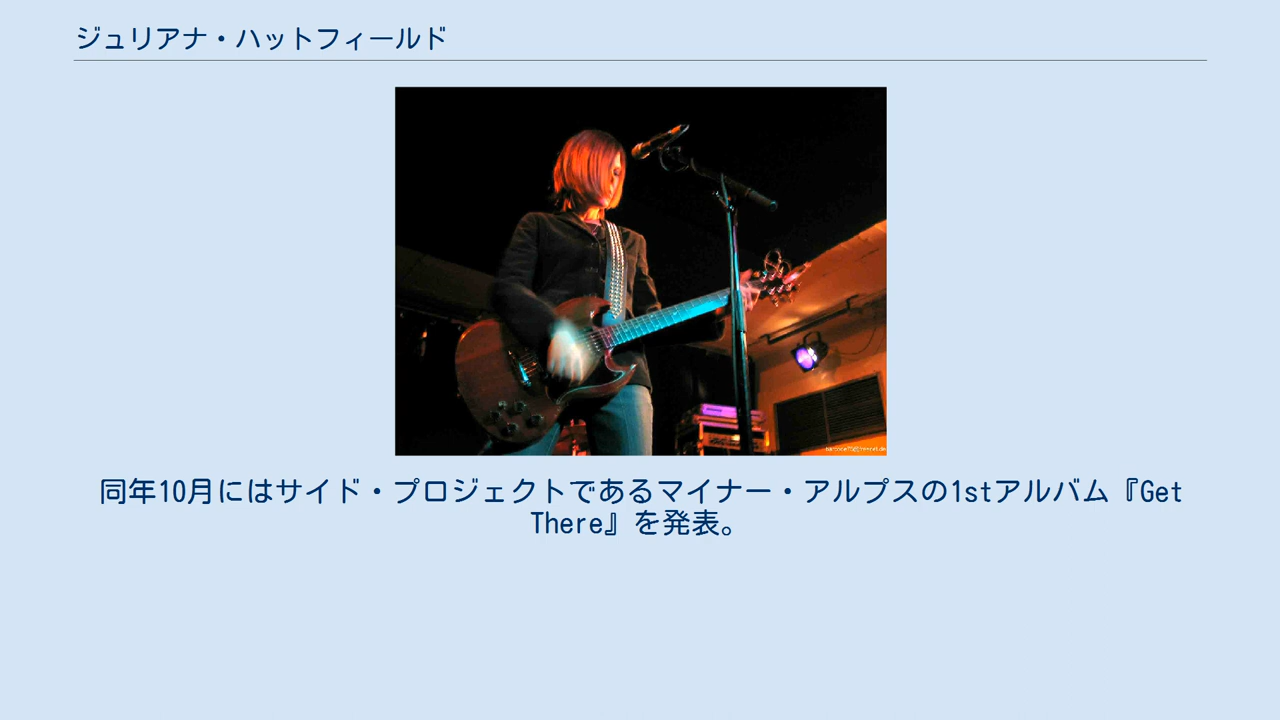 ジュリアナ・ハットフィールド
同年10月にはサイド・プロジェクトであるマイナー・アルプスの1stアルバム『Get
There』を発表。